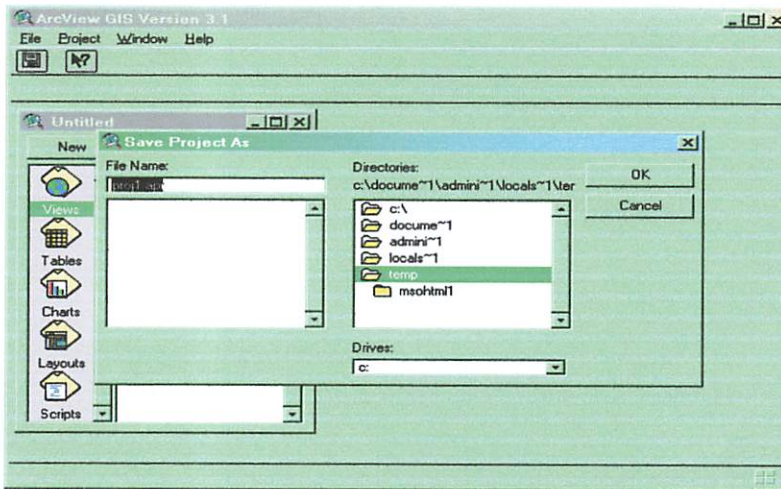 ArcView GIS Version 3.1
File Project Window Help
Untitled
New
Save Project As
File Name:
Directories:
c:\docume~1\admini~1\locals~1\ter
OK
Cancel
c:\
docume~1
admini~1
locals~1
temp
msohtml1
Drives:
c:
Views
Tables
Charts
Layouts
Scripts